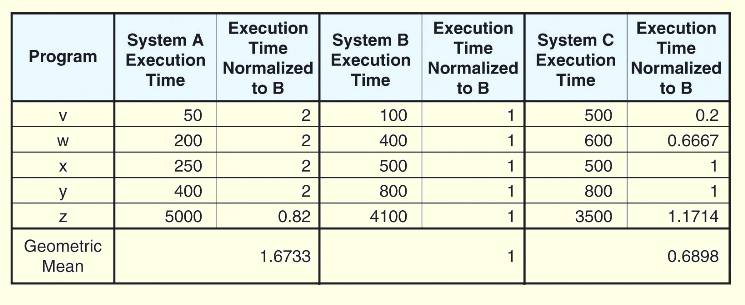 Program
System A
Execution
Time
Execution
Time
Normalized
to B
System B
Execution
Time
Execution
Time
Normalized
to B
System C
Execution
Time
Execution
Time
Normalized
to B
v 50 2 100 1 500 0.2
w 200 2 400 1 600 0.6667
x 250 2 500 1 500 1
y 400 2 800 1 800 1
z 5000 0.82 4100 1 3500 1.1714
Geometric
Mean
1.6733 1 0.6898